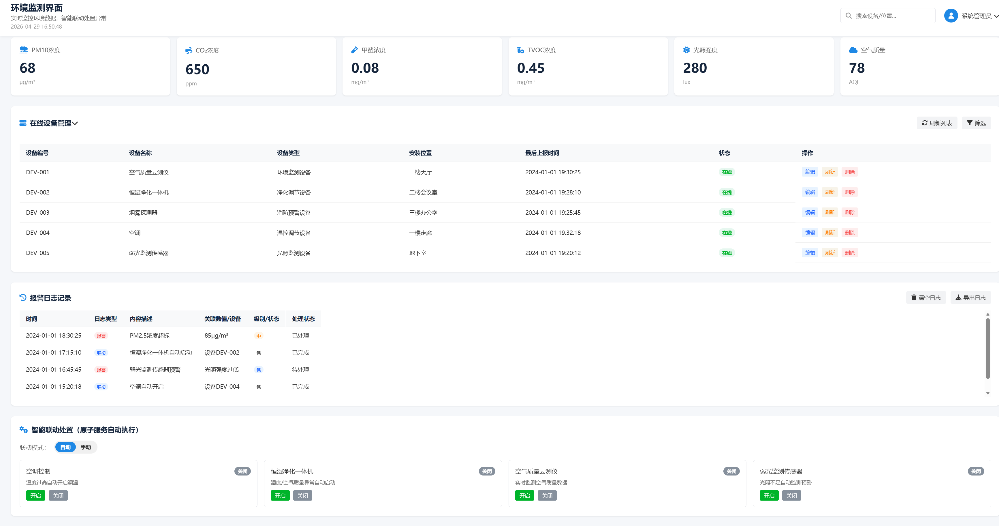 环境监测界面
实时监控环境数据，智能联动处置异常
2026-04-29 16:50:48
搜索设备/位置...
系统管理员
PM10浓度
68
μg/m³
CO₂浓度
650
ppm
甲醛浓度
0.08
mg/m³
TVOC浓度
0.45
mg/m³
光照强度
280
lux
空气质量
78
AQI
在线设备管理
刷新列表 筛选
设备编号 设备名称 设备类型 安装位置 最后上报时间 状态 操作
DEV-001 空气质量云测仪 环境监测设备 一楼大厅 2024-01-01 19:30:25 在线 编辑 刷新 删除
DEV-002 恒湿净化一体机 净化调节设备 二楼会议室 2024-01-01 19:28:10 在线 编辑 刷新 删除
DEV-003 烟雾探测器 消防预警设备 三楼办公室 2024-01-01 19:25:45 在线 编辑 刷新 删除
DEV-004 空调 温控调节设备 一楼走廊 2024-01-01 19:32:18 在线 编辑 刷新 删除
DEV-005 弱光监测传感器 光照监测设备 地下室 2024-01-01 19:20:12 在线 编辑 刷新 删除
报警日志记录
清空日志 导出日志
时间 日志类型 内容描述 关联数值/设备 级别/状态 处理状态
2024-01-01 18:30:25 报警 PM2.5浓度超标 85μg/m³ 中 已处理
2024-01-01 17:15:10 联动 恒湿净化一体机自动启动 设备DEV-002 低 已完成
2024-01-01 16:45:45 报警 弱光监测传感器预警 光照强度过低 低 待处理
2024-01-01 15:20:18 联动 空调自动开启 设备DEV-004 低 已完成
智能联动处置（原子服务自动执行）
联动模式： 自动 手动
空调控制 关闭
温度过高自动开启调温
开启 关闭
恒湿净化一体机 关闭
湿度/空气质量异常自动启动
开启 关闭
空气质量云测仪 关闭
实时监测空气质量数据
开启 关闭
弱光监测传感器 关闭
光照不足自动监测预警
开启 关闭